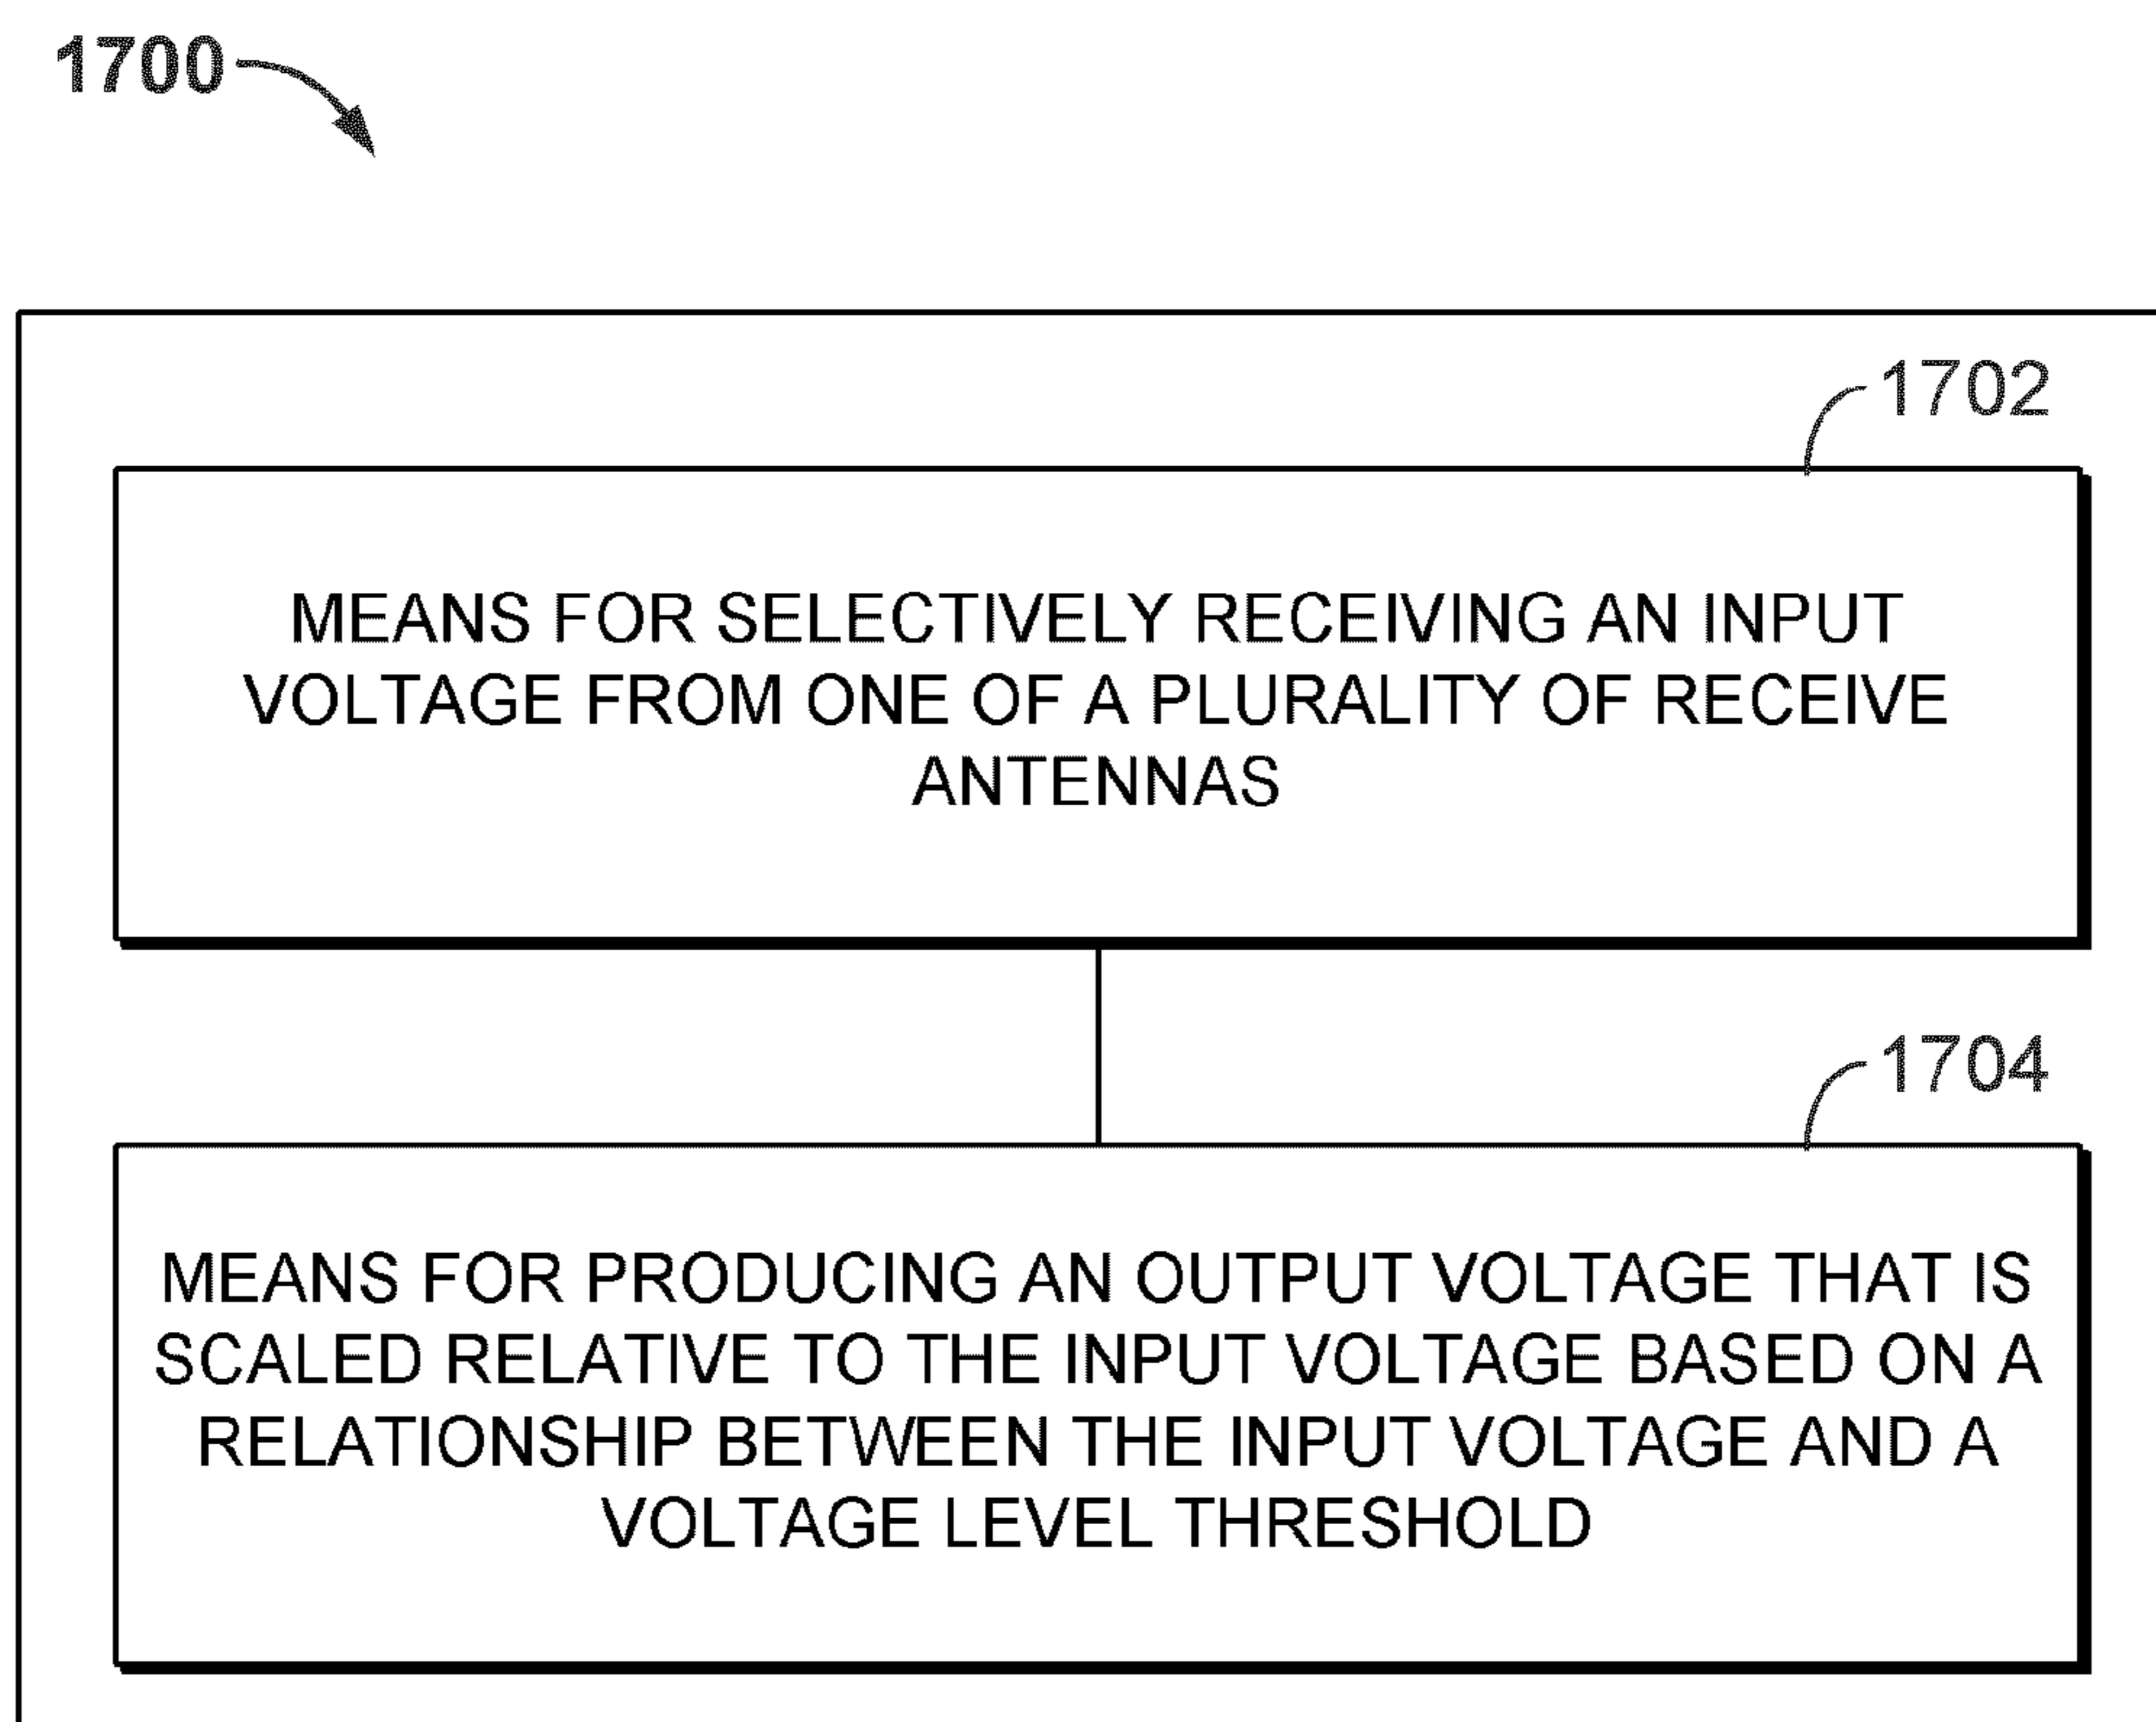 1700
1702
MEANS FOR SELECTIVELY RECEIVING AN INPUT
VOLTAGE FROM ONE OF A PLURALITY OF RECEIVE
ANTENNAS
1704
MEANS FOR PRODUCING AN OUTPUT VOLTAGE THAT IS
SCALED RELATIVE TO THE INPUT VOLTAGE BASED ON A
RELATIONSHIP BETWEEN THE INPUT VOLTAGE AND A
VOLTAGE LEVEL THRESHOLD